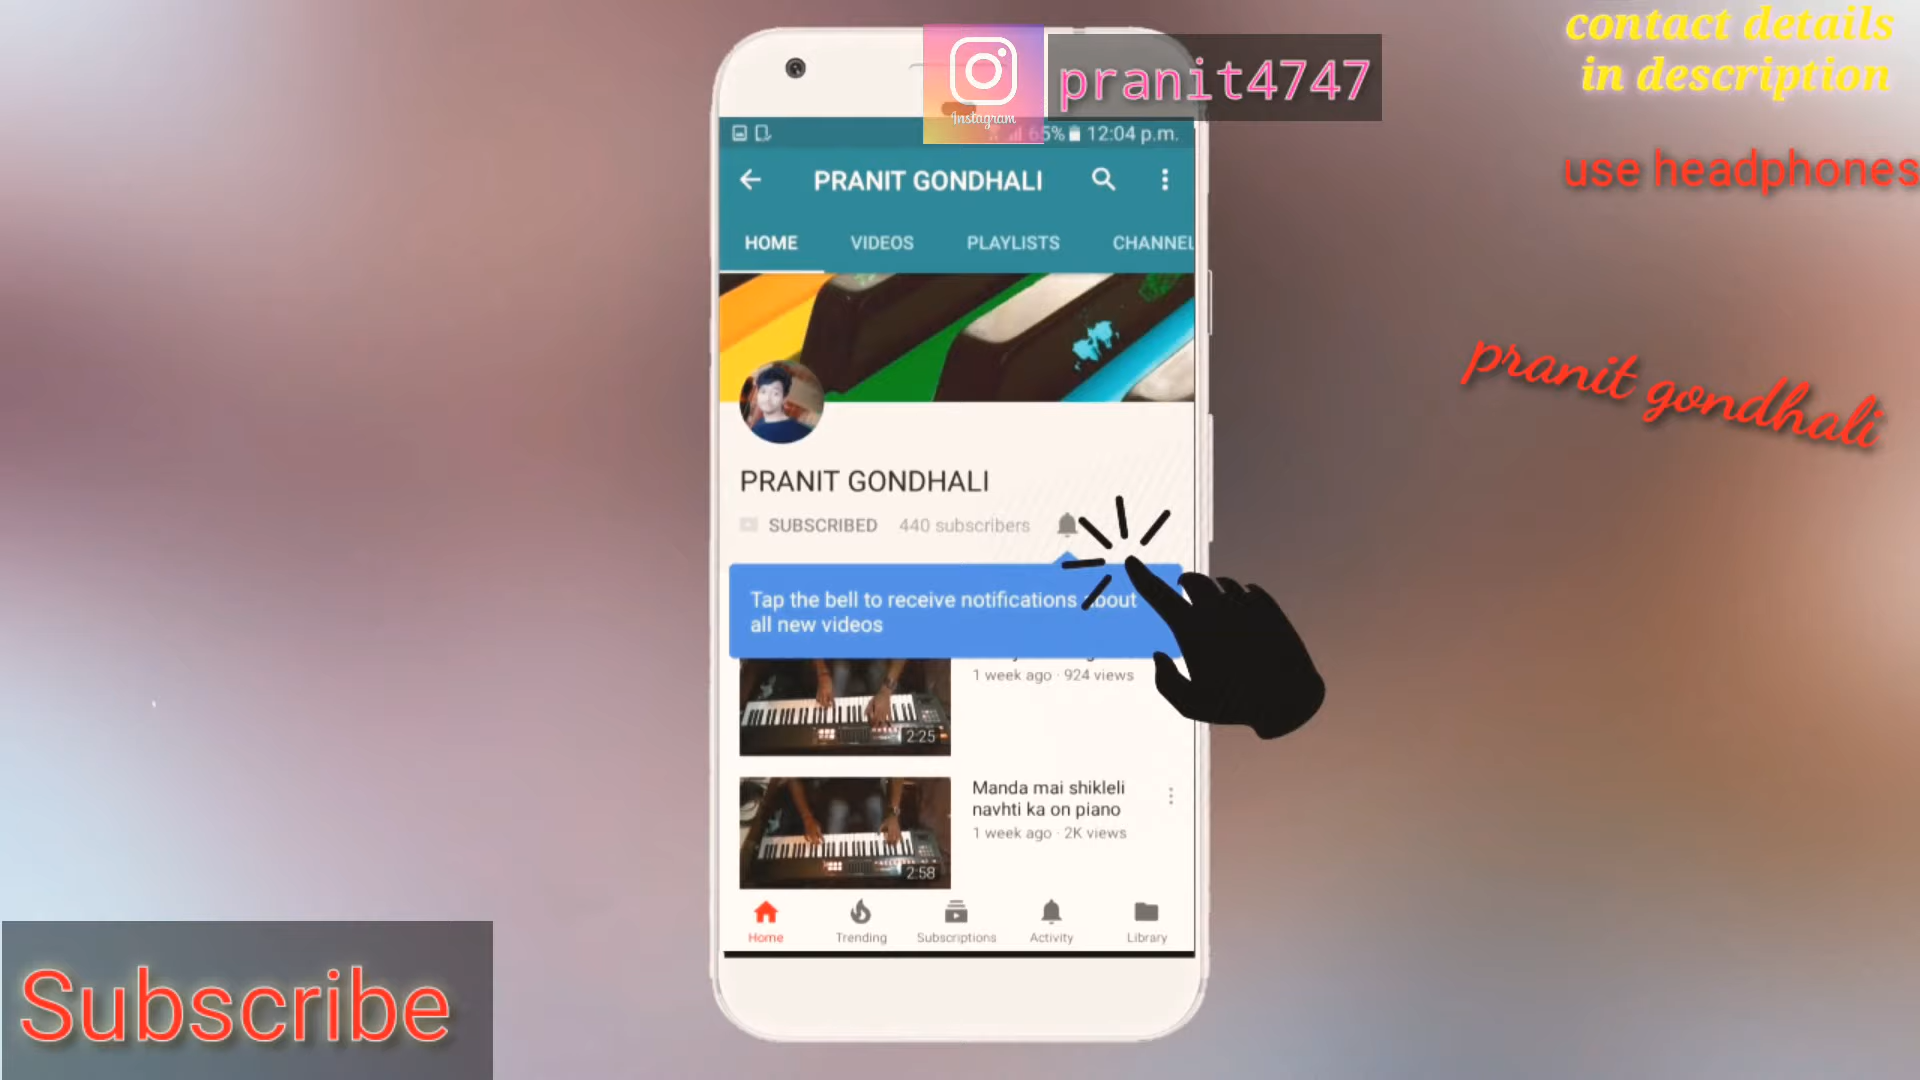 contact details
in description
Instagram
pranit4747
use headphones
65% 12:04 p.m.
PRANIT GONDHALI
HOME VIDEOS PLAYLISTS CHANNEL
pranit gondhali
PRANIT GONDHALI
SUBSCRIBED 440 subscribers
Tap the bell to receive notifications about
all new videos
1 week ago · 924 views
2:25
Manda mai shikleli
navhti ka on piano
1 week ago · 2K views
2:58
Home Trending Subscriptions Activity Library
Subscribe